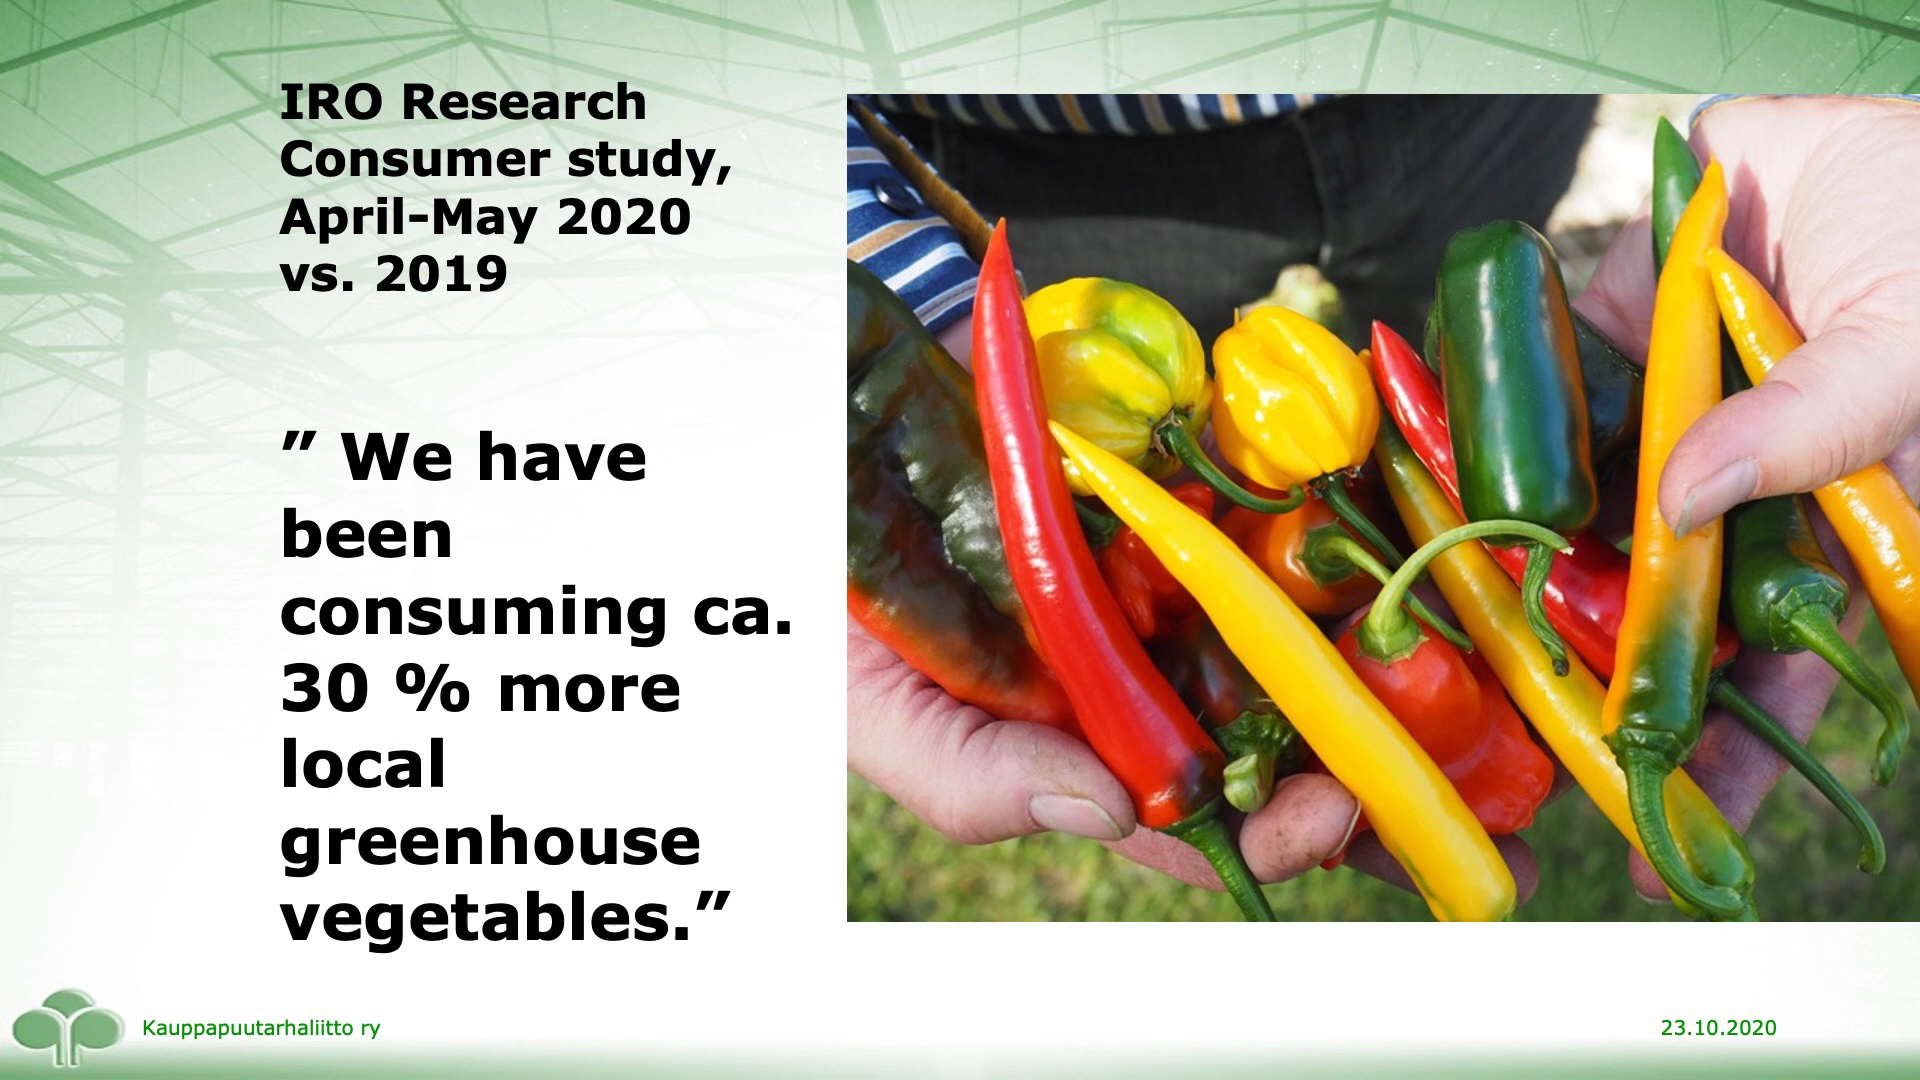 IRO Research
Consumer study,
April-May 2020
vs. 2019
” We have
been
consuming ca.
30 % more
local
greenhouse
vegetables.”
Kauppapuutarhaliitto ry
23.10.2020